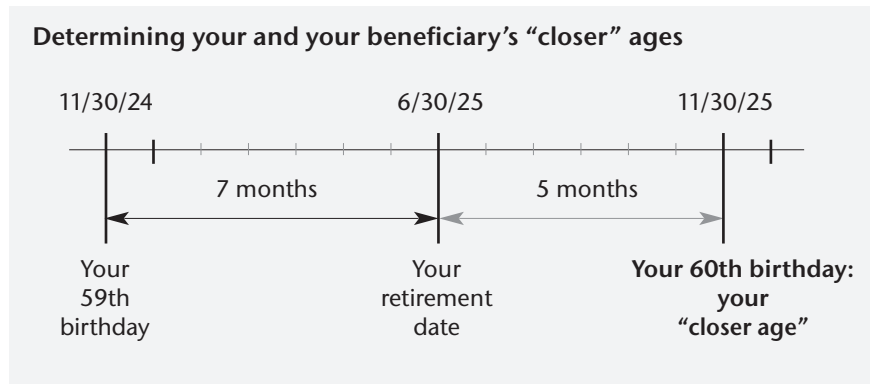 Determining your and your beneficiary’s “closer” ages
11/30/24
6/30/25
11/30/25
7 months
5 months
Your
59th
birthday
Your
retirement
date
Your 60th birthday:
your
“closer age”